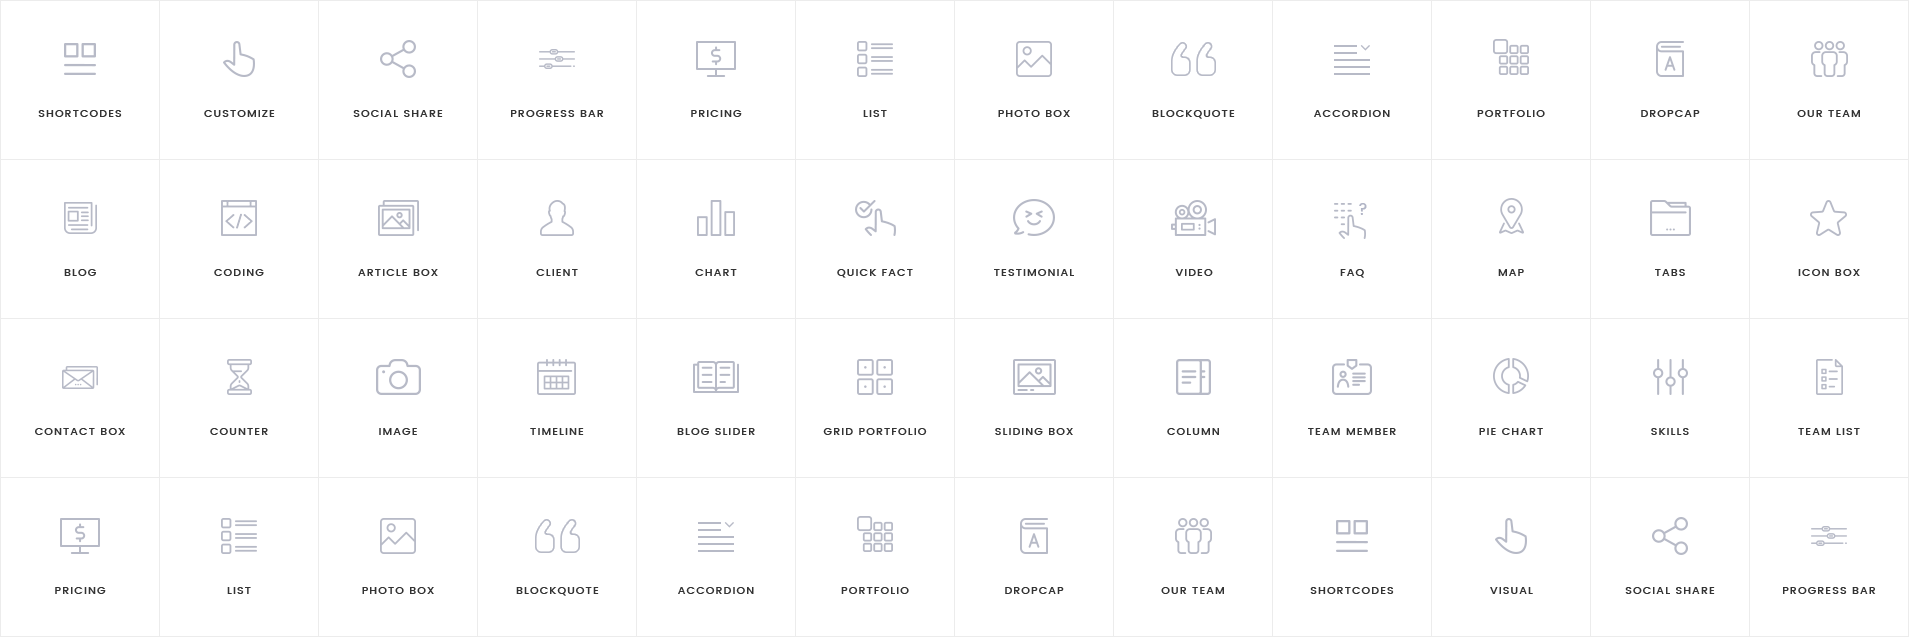 SHORTCODES
CUSTOMIZE
SOCIAL SHARE
PROGRESS BAR
$
PRICING
LIST
PHOTO BOX
BLOCKQUOTE
ACCORDION
PORTFOLIO
A
DROPCAP
OUR TEAM
BLOG
CODING
ARTICLE BOX
CLIENT
CHART
QUICK FACT
TESTIMONIAL
VIDEO
?
FAQ
MAP
TABS
ICON BOX
CONTACT BOX
COUNTER
IMAGE
TIMELINE
BLOG SLIDER
GRID PORTFOLIO
SLIDING BOX
COLUMN
TEAM MEMBER
PIE CHART
SKILLS
TEAM LIST
$
PRICING
LIST
PHOTO BOX
BLOCKQUOTE
ACCORDION
PORTFOLIO
A
DROPCAP
OUR TEAM
SHORTCODES
VISUAL
SOCIAL SHARE
PROGRESS BAR